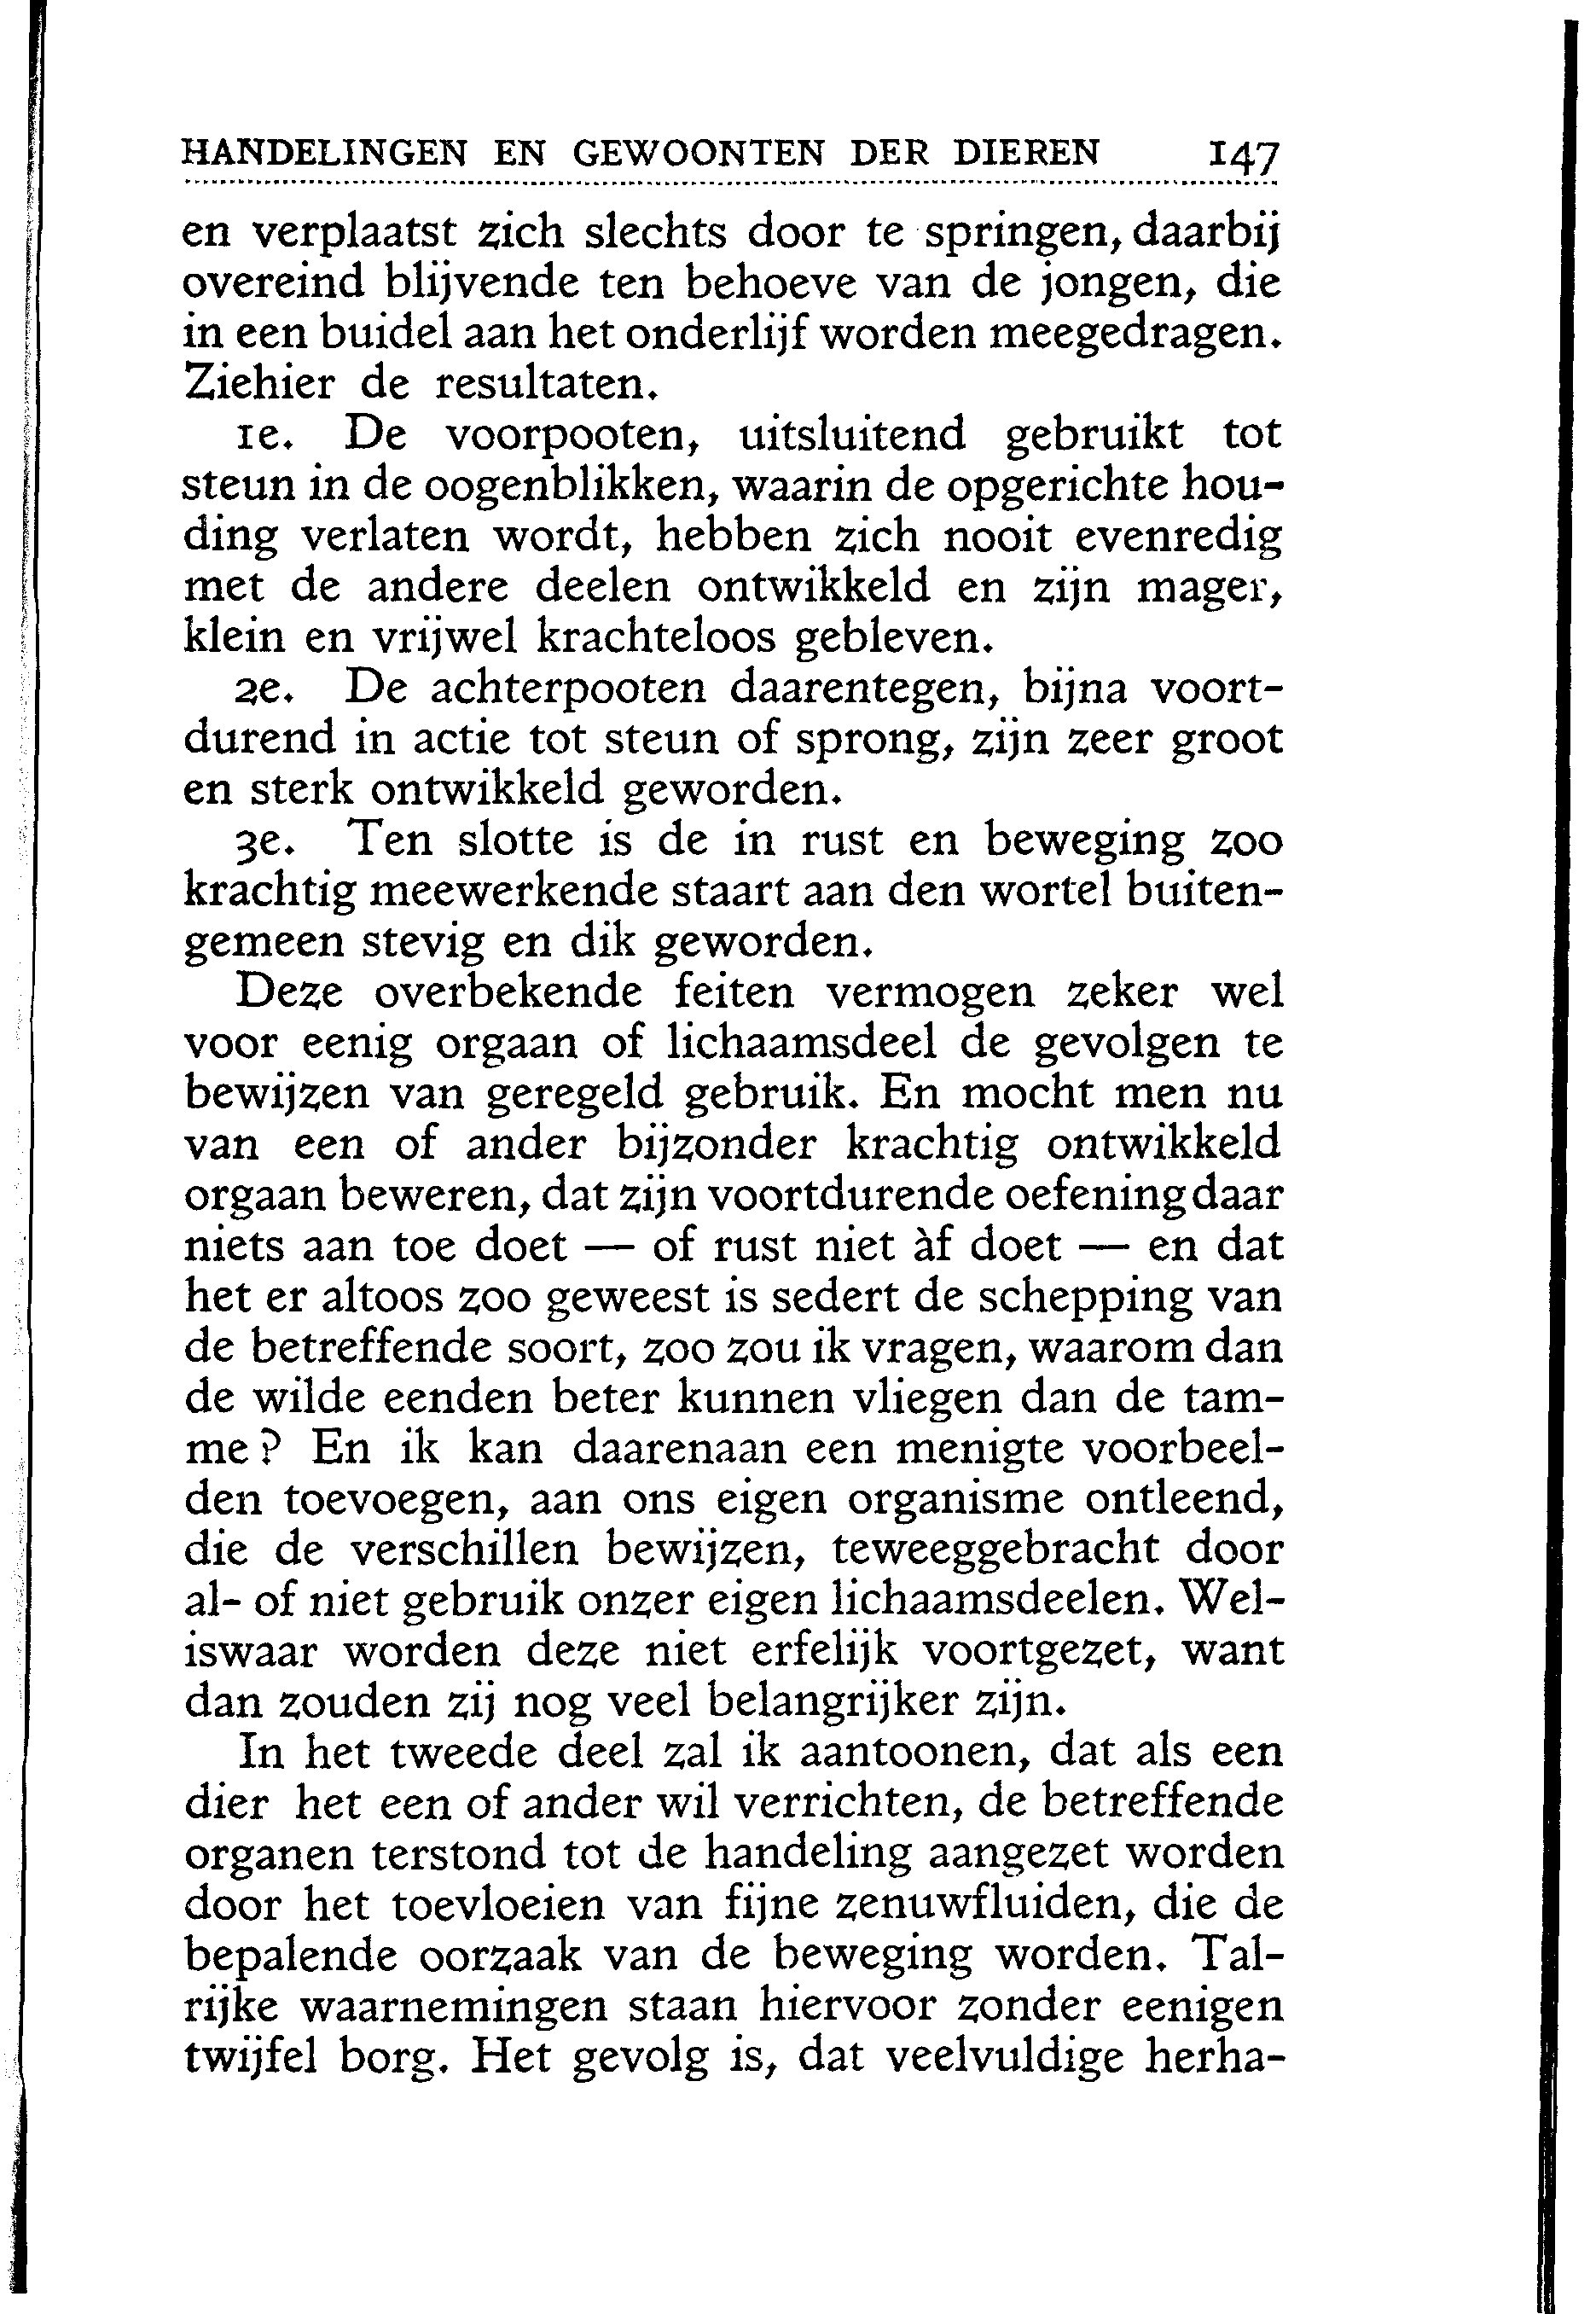 HANDELINGEN EN GEWOONTEN DER DIEREN 147
en verplaatst zich slechts door te springen, daarbij
overeind blijvende ten behoeve van de jongen, die
in een buidel aan het onderlijf worden meegedragen.
Ziehier de resultaten.
1e. De voorpooten, uitsluitend gebruikt tot
steun in de oogenblikken, waarin de opgerichte hou-
ding verlaten wordt, hebben zich nooit evenredig
met de andere deelen ontwikkeld en zijn mager,
klein en vrijwel krachteloos gebleven.
2e. De achterpooten daarentegen, bijna voort-
durend in actie tot steun of sprong, zijn zeer groot
en sterk ontwikkeld geworden.
3e. Ten slotte is de in rust en beweging zoo
krachtig meewerkende staart aan den wortel buiten-
gemeen stevig en dik geworden.
Deze overbekende feiten vermogen zeker wel
voor eenig orgaan of lichaamsdeel de gevolgen te
bewijzen van geregeld gebruik. En mocht men nu
van een of ander bijzonder krachtig ontwikkeld
orgaan beweren, dat zijn voortdurende oefening daar
niets aan toe doet — of rust niet àf doet — en dat
het er altoos zoo geweest is sedert de schepping van
de betreffende soort, zoo zou ik vragen, waarom dan
de wilde eenden beter kunnen vliegen dan de tam-
me? En ik kan daarenaan een menigte voorbeel-
den toevoegen, aan ons eigen organisme ontleend,
die de verschillen bewijzen, teweeggebracht door
al- of niet gebruik onzer eigen lichaamsdeelen. Wel-
iswaar worden deze niet erfelijk voortgezet, want
dan zouden zij nog veel belangrijker zijn.
In het tweede deel zal ik aantoonen, dat als een
dier het een of ander wil verrichten, de betreffende
organen terstond tot de handeling aangezet worden
door het toevloeien van fijne zenuwfluiden, die de
bepalende oorzaak van de beweging worden. Tal-
rijke waarnemingen staan hiervoor zonder eenigen
twijfel borg. Het gevolg is, dat veelvuldige herha-